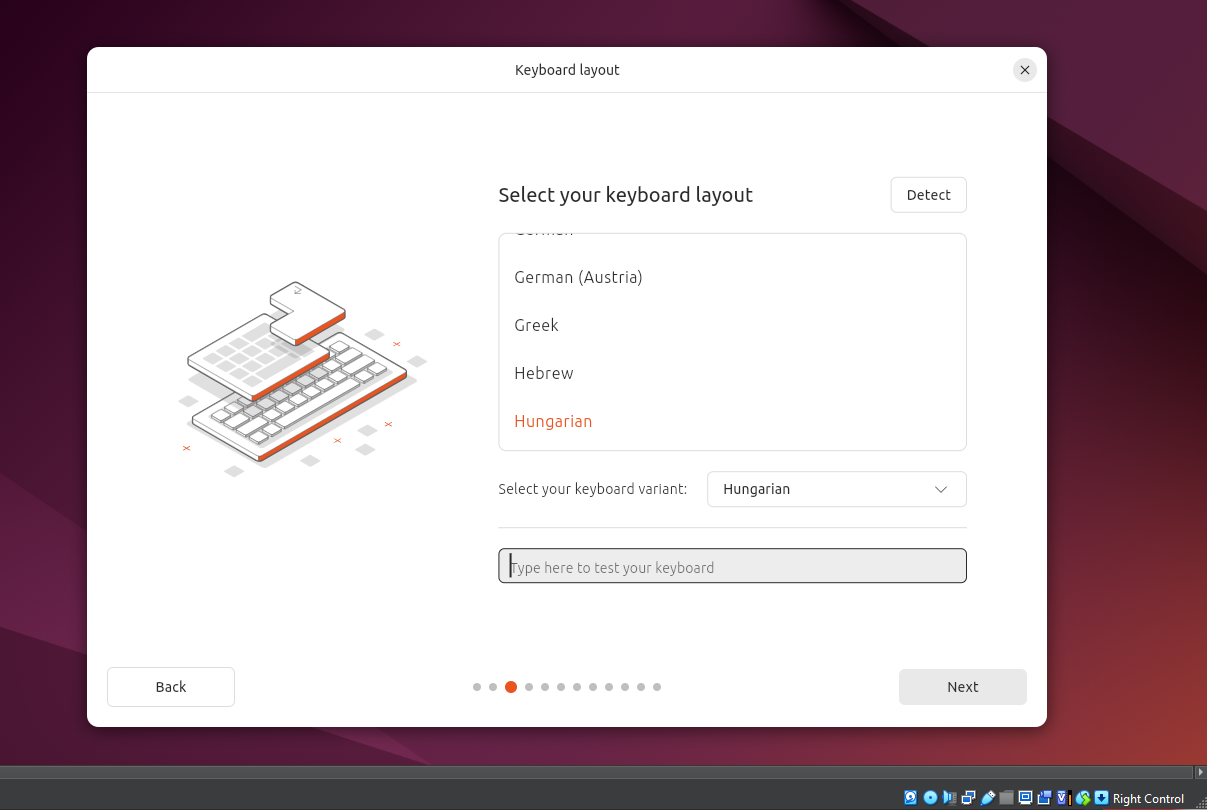 Keyboard layout
Select your keyboard layout
Detect
German
German (Austria)
Greek
Hebrew
Hungarian
Select your keyboard variant:
Hungarian
Type here to test your keyboard
Back
Next
Right Control